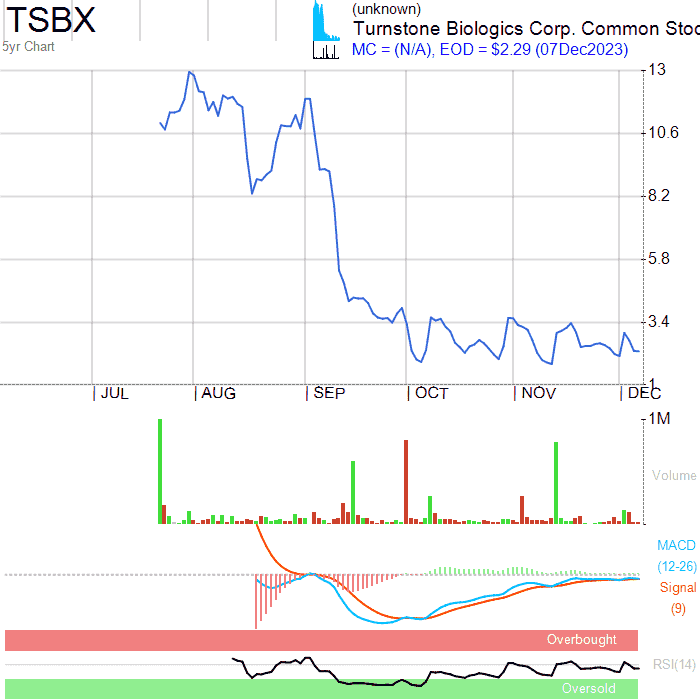 TSBX
(unknown)
Turnstone Biologics Corp. Common Stoc
5yr Chart
MC = (N/A), EOD = $2.29 (07Dec2023)
13
10.6
8.2
5.8
3.4
1
JUL AUG SEP OCT NOV DEC
1M
Volume
MACD
(12-26)
Signal
(9)
Overbought
RSI(14)
Oversold